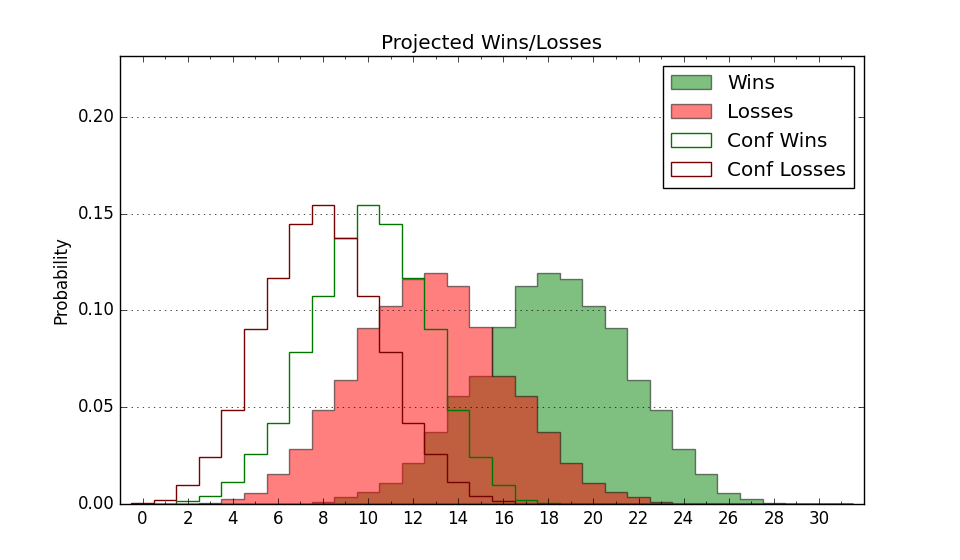 Projected Wins/Losses
Wins
Losses
Conf Wins
Conf Losses
Probability
0.20
0.15
0.10
0.05
0.00
0 2 4 6 8 10 12 14 16 18 20 22 24 26 28 30